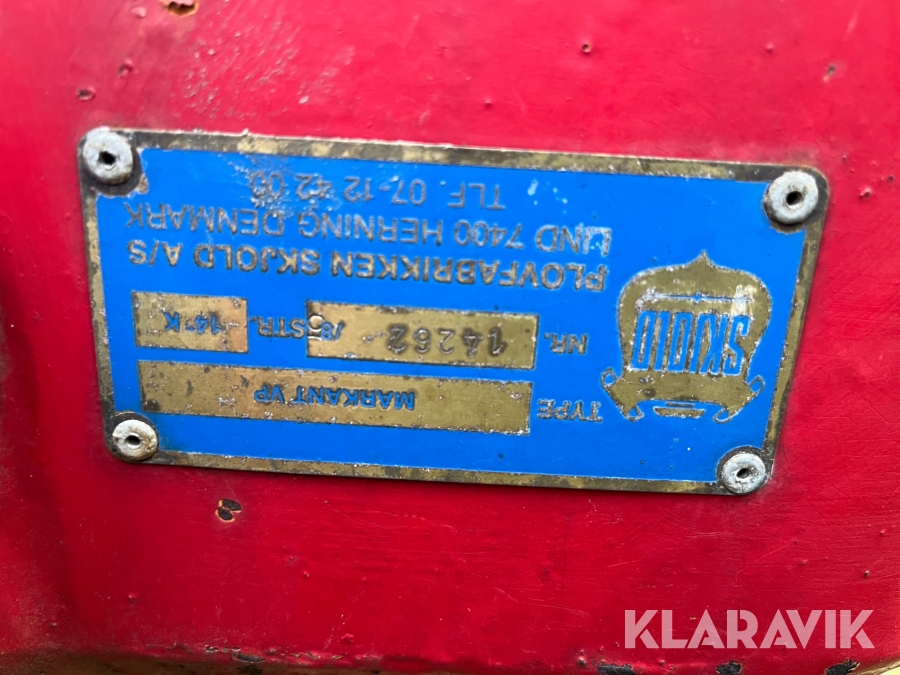 SKJOLD
TYPE MARKANT VP
NR. 14262 /85 STR. 14"K
PLOVFABRIKKEN SKJOLD A/S
LIND 7400 HERNING DENMARK
TLF. 07-12 42 00
KLARAVIK